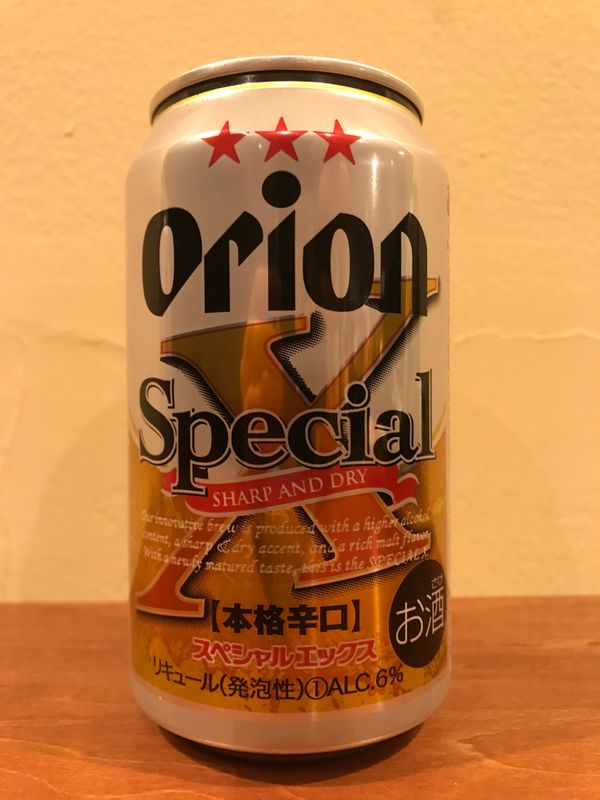 orion
X
Special
SHARP AND DRY
Our innovative brew is produced with a higher alcohol
content, a sharp & dry accent, and a rich malt flavor.
With a newly matured taste, this is the SPECIAL X.
【本格辛口】
スペシャルエックス
さけ
お酒
リキュール(発泡性)①ALC.6%